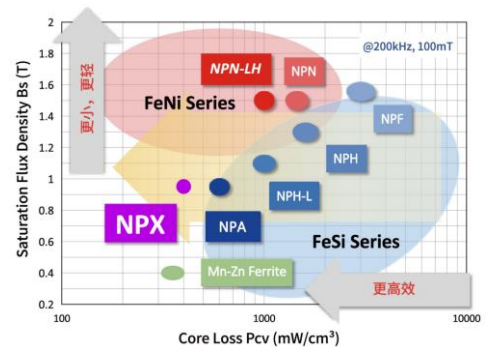 2
1.8
1.6
1.4
1.2
1
0.8
0.6
0.4
0.2
Saturation Flux Density Bs (T)
更小，更轻
@200kHz, 100mT
NPN-LH
NPN
FeNi Series
NPF
NPH
NPH-L
NPX
NPA
FeSi Series
Mn-Zn Ferrite
更高效
100
1000
10000
Core Loss Pcv (mW/cm³)